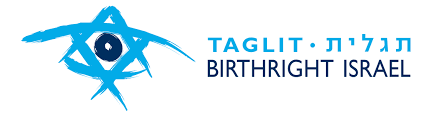 TAGLIT · תגלית
BIRTHRIGHT ISRAEL